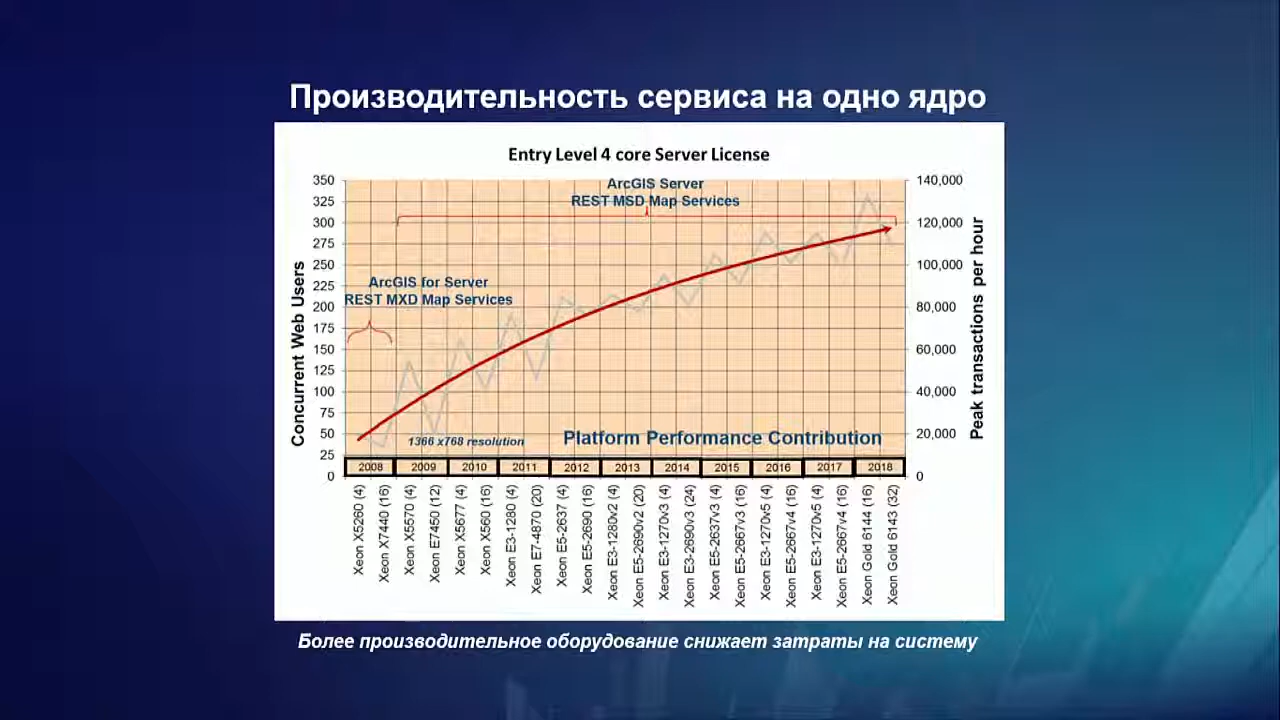 Производительность сервиса на одно ядро
Entry Level 4 core Server License
350
325
300
275
250
225
200
175
150
125
100
75
50
25
0
Concurrent Web Users
140,000
120,000
100,000
80,000
60,000
40,000
20,000
0
Peak transactions per hour
ArcGIS Server
REST MSD Map Services
ArcGIS for Server
REST MXD Map Services
1366 x768 resolution
Platform Performance Contribution
2008 2009 2010 2011 2012 2013 2014 2015 2016 2017 2018
Xeon X5260 (4)
Xeon X7440 (16)
Xeon X5570 (4)
Xeon E7450 (12)
Xeon X5677 (4)
Xeon X560 (16)
Xeon E3-1280 (4)
Xeon E7-4870 (20)
Xeon E5-2637 (4)
Xeon E5-2690 (16)
Xeon E3-1280v2 (4)
Xeon E5-2690v2 (20)
Xeon E3-1270v3 (4)
Xeon E3-2690v3 (24)
Xeon E5-2637v3 (4)
Xeon E5-2667v3 (16)
Xeon E3-1270v5 (4)
Xeon E5-2667v4 (16)
Xeon E3-1270v5 (4)
Xeon E5-2667v4 (16)
Xeon Gold 6144 (16)
Xeon Gold 6143 (32)
Более производительное оборудование снижает затраты на систему